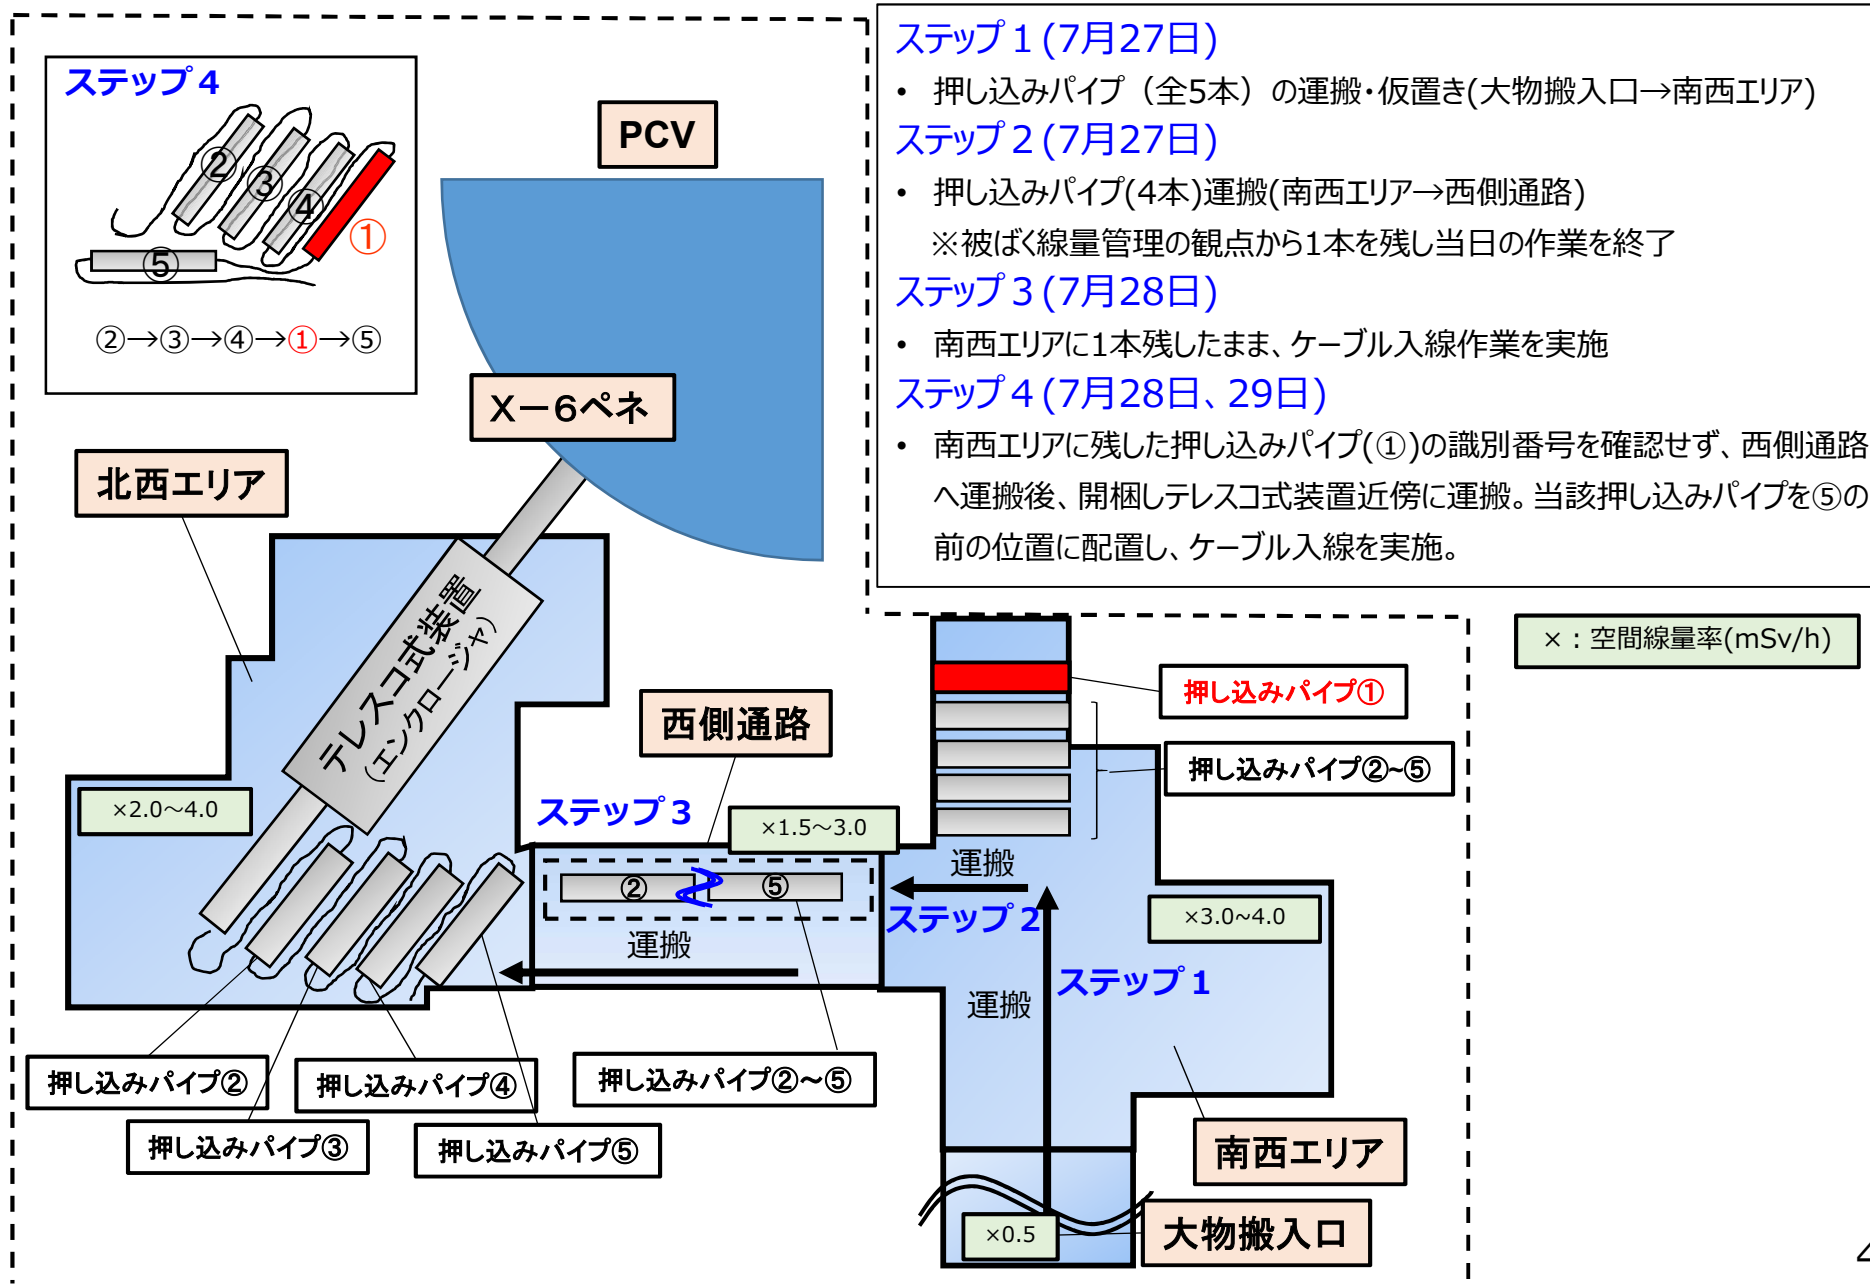 ステップ4
②
③
④
①
⑤
②→③→④→①→⑤
PCV
X－6ペネ
北西エリア
ステップ1(7月27日)
• 押し込みパイプ（全5本）の運搬・仮置き(大物搬入口→南西エリア)
ステップ2(7月27日)
• 押し込みパイプ(4本)運搬(南西エリア→西側通路)
※被ばく線量管理の観点から1本を残し当日の作業を終了
ステップ3(7月28日)
• 南西エリアに1本残したまま、ケーブル入線作業を実施
ステップ4(7月28日、29日)
• 南西エリアに残した押し込みパイプ(①)の識別番号を確認せず、西側通路
へ運搬後、開梱しテレスコ式装置近傍に運搬。当該押し込みパイプを⑤の
前の位置に配置し、ケーブル入線を実施。
×：空間線量率(mSv/h)
テレスコ式装置
（エンクロージャ）
押し込みパイプ①
西側通路
押し込みパイプ②~⑤
×2.0～4.0
ステップ3
×1.5～3.0
運搬
②
⑤
ステップ2
×3.0~4.0
運搬
ステップ1
運搬
押し込みパイプ②
押し込みパイプ④
押し込みパイプ②～⑤
押し込みパイプ③
押し込みパイプ⑤
南西エリア
×0.5
大物搬入口